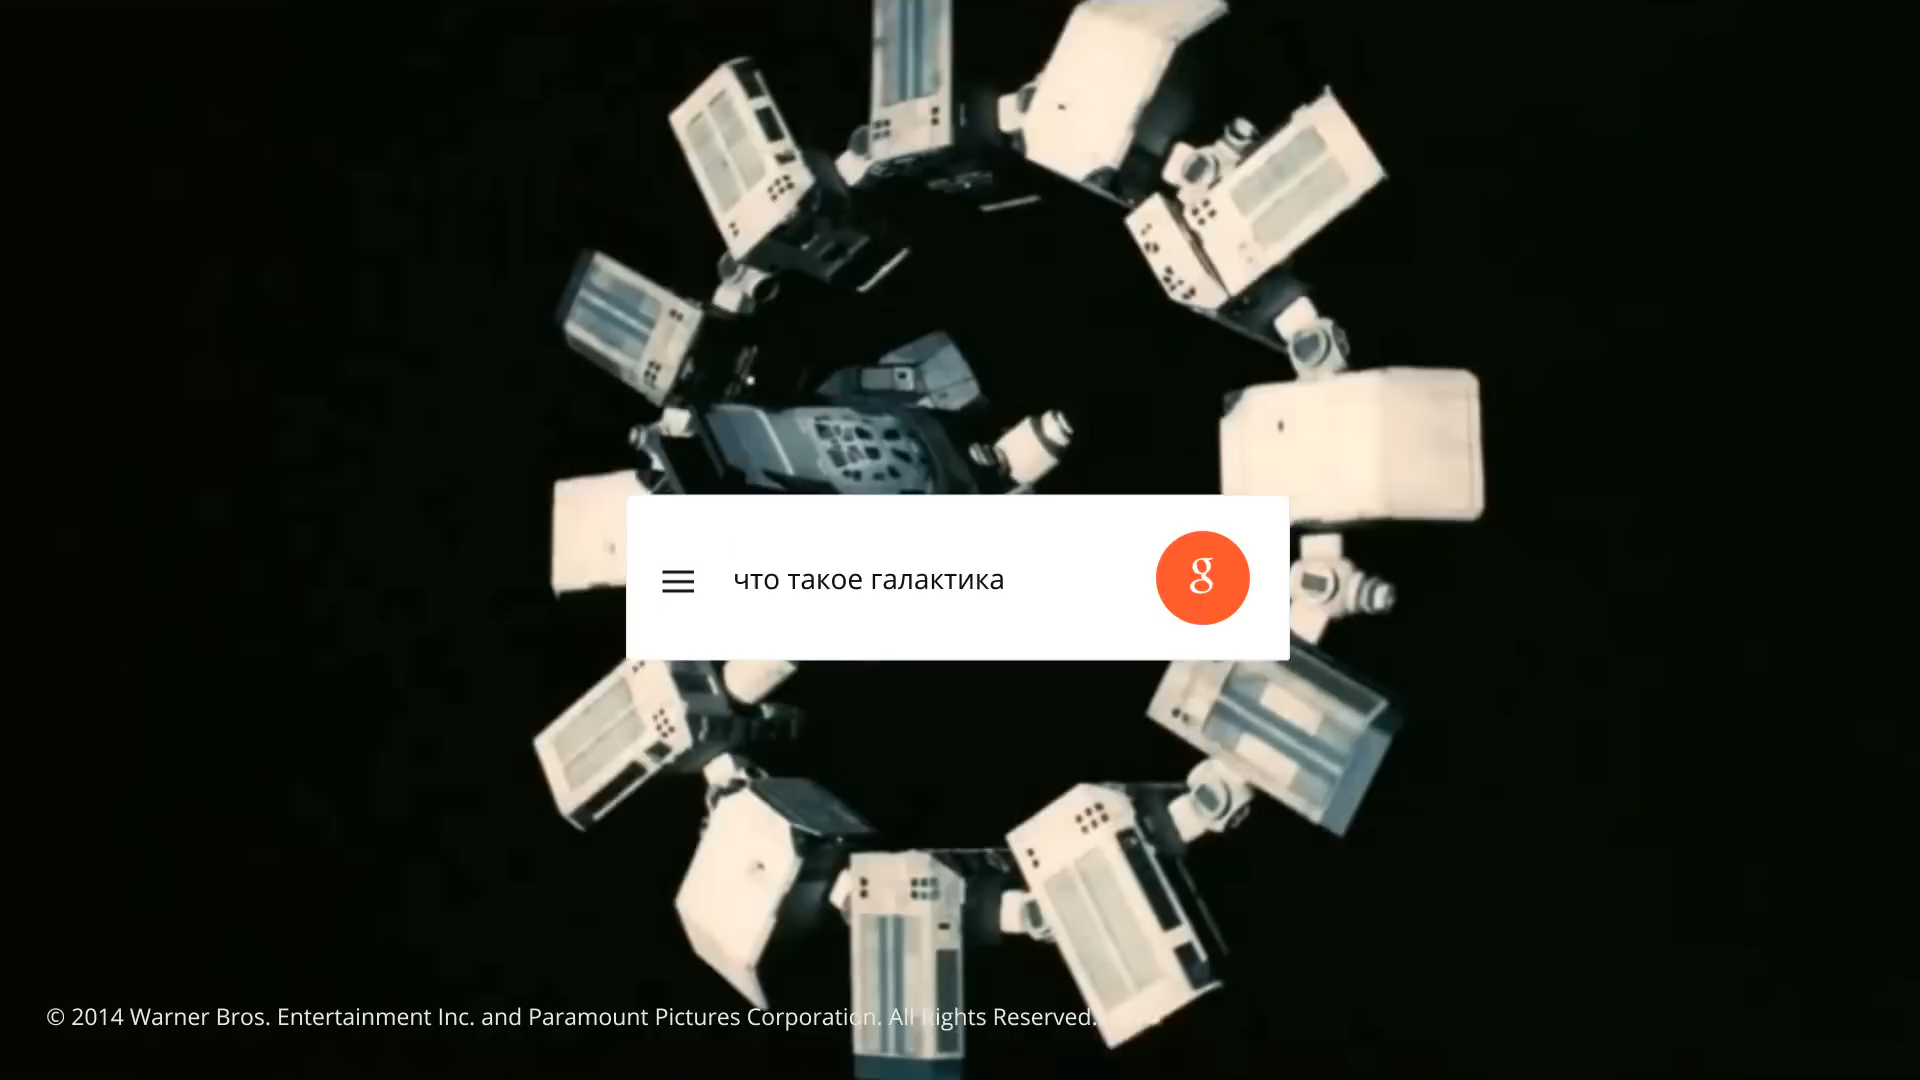 что такое галактика
g
© 2014 Warner Bros. Entertainment Inc. and Paramount Pictures Corporation. All Rights Reserved.